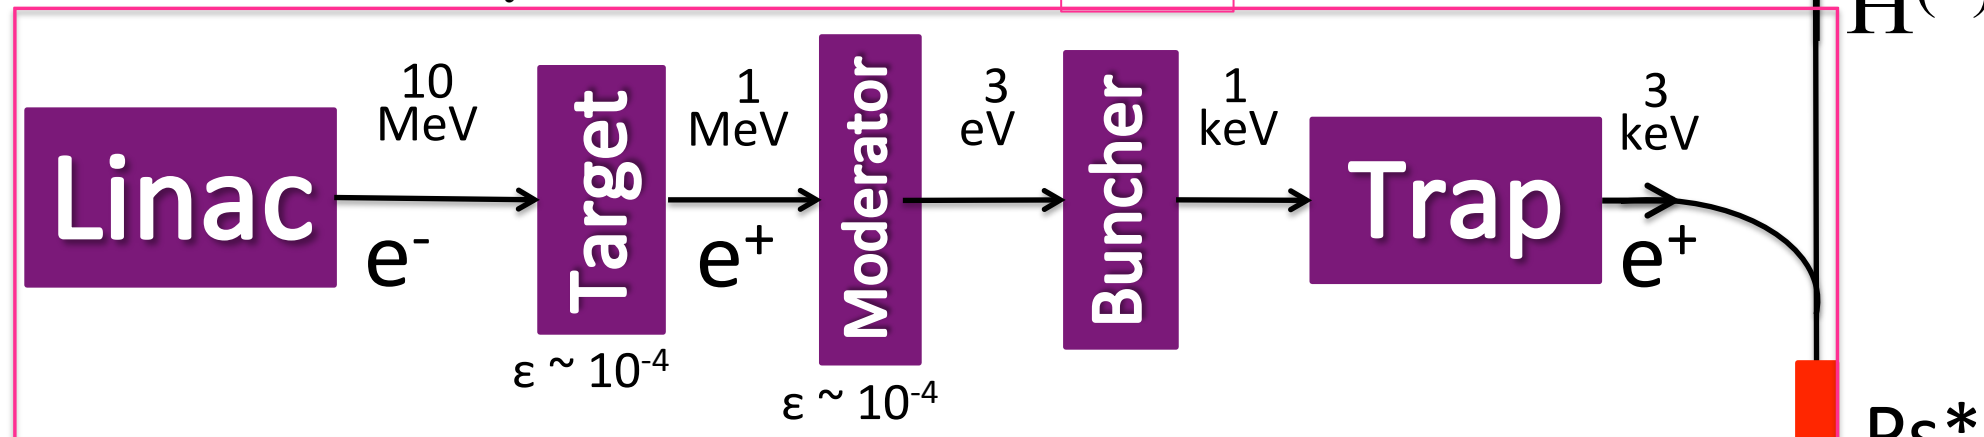 Linac
10
MeV
e⁻
Target
ε ~ 10⁻⁴
1
MeV
e⁺
Moderator
ε ~ 10⁻⁴
3
eV
Buncher
1
keV
Trap
3
keV
e⁺